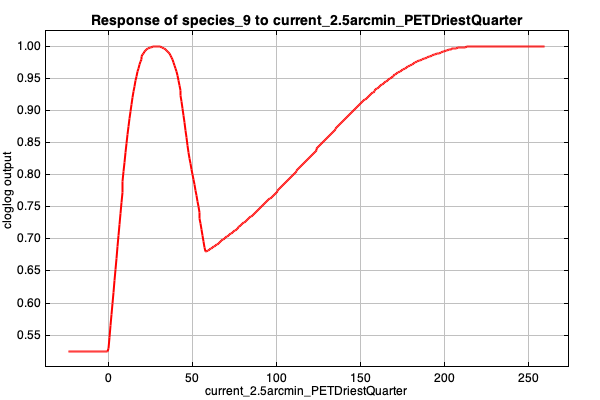 Response of species_9 to current_2.5arcmin_PETDriestQuarter
1.00
0.95
0.90
0.85
0.80
0.75
0.70
0.65
0.60
0.55
cloglog output
0 50 100 150 200 250
current_2.5arcmin_PETDriestQuarter